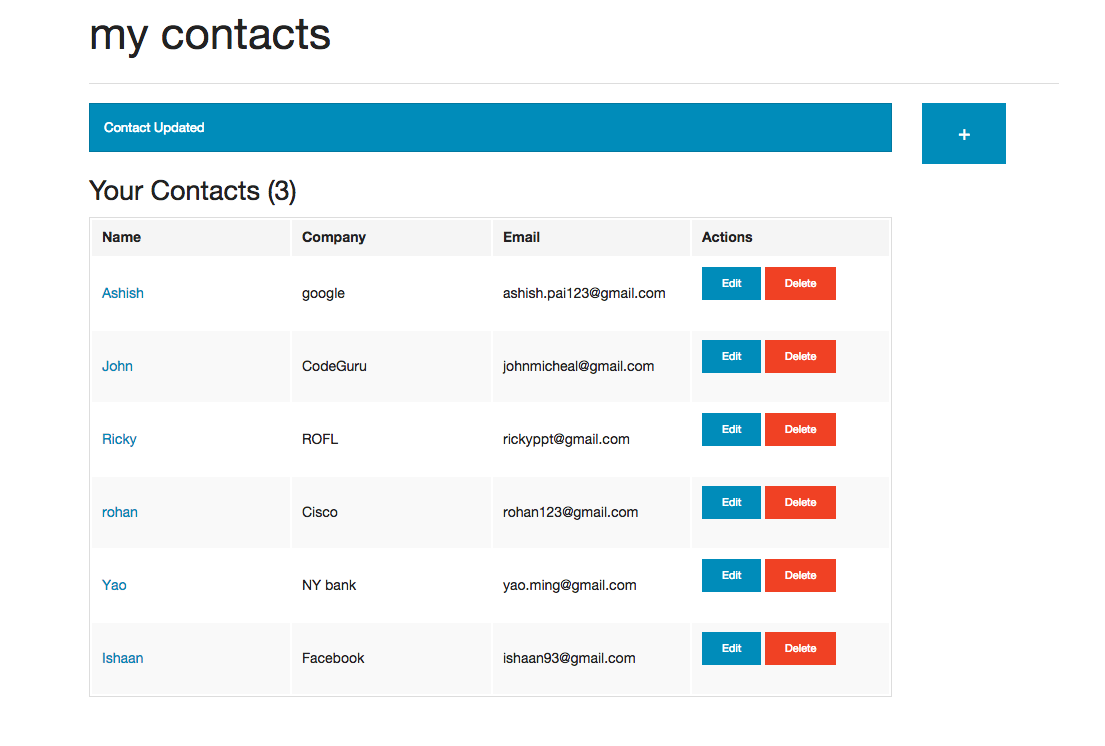 my contacts
Contact Updated
+
Your Contacts (3)
Name Company Email Actions
Ashish google ashish.pai123@gmail.com Edit Delete
John CodeGuru johnmicheal@gmail.com Edit Delete
Ricky ROFL rickyppt@gmail.com Edit Delete
rohan Cisco rohan123@gmail.com Edit Delete
Yao NY bank yao.ming@gmail.com Edit Delete
Ishaan Facebook ishaan93@gmail.com Edit Delete